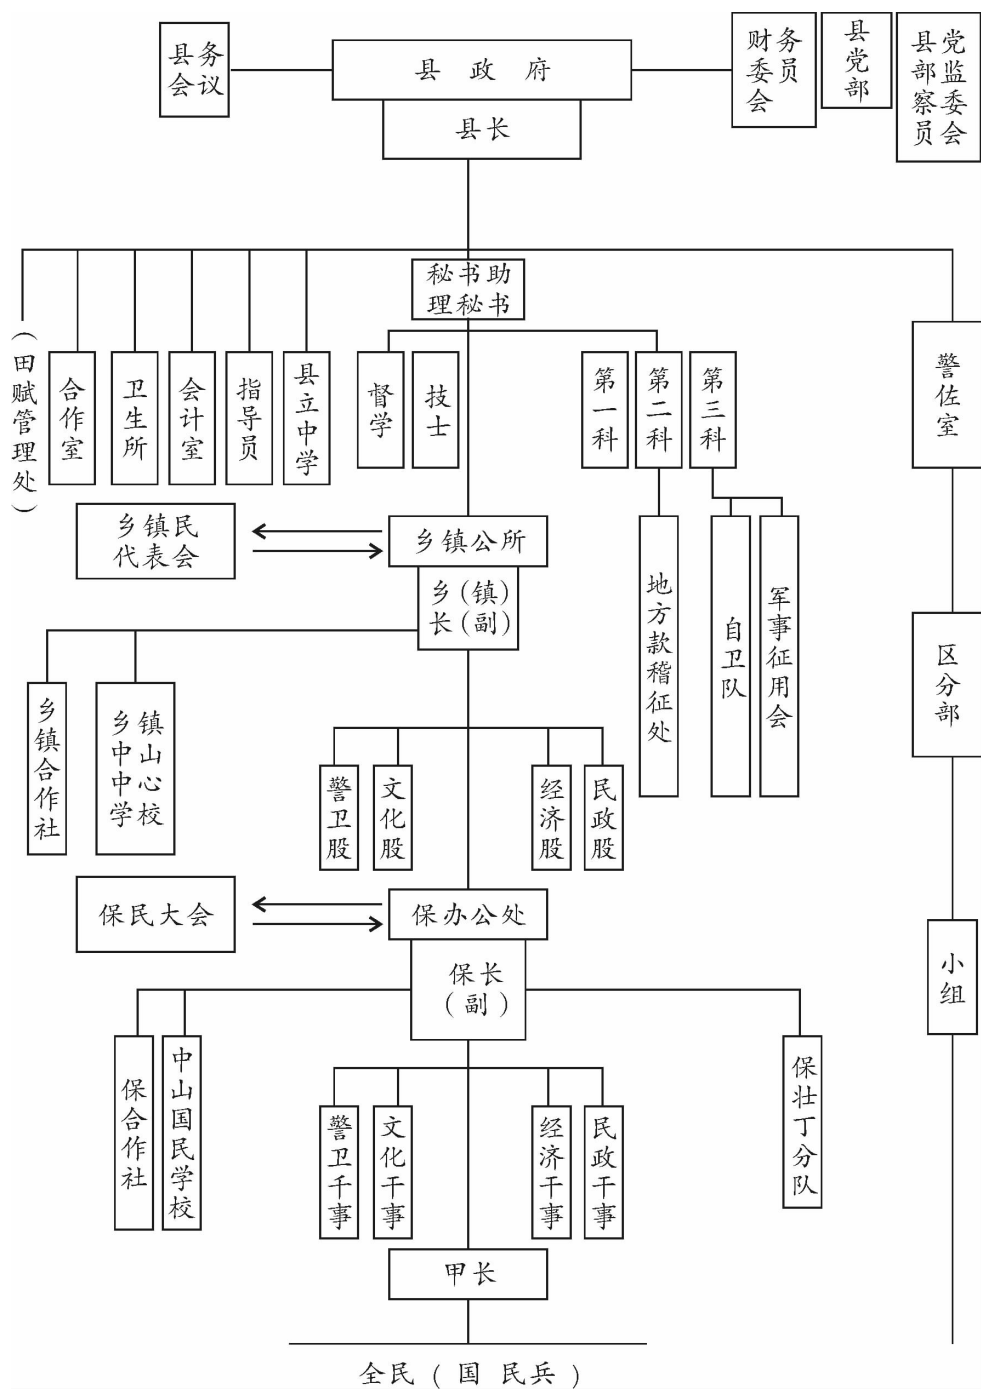 县务
会议
县政府
县长
财务
委员
会
县
党
部
县党
部监
察委
员会
秘书助
理秘书
(田赋管理处)
合作室
卫生所
会计室
指导员
县立中学
督学
技士
第一科
第二科
第三科
警佐室
乡镇民
代表会
乡镇公所
乡(镇)
长(副)
地方款稽征处
自卫队
军事征用会
区分部
乡镇合作社
乡镇
中山
中心
学校
警卫股
文化股
经济股
民政股
保民大会
保办公处
保长
(副)
小组
保合作社
中山国民学校
保壮丁分队
警卫干事
文化干事
经济干事
民政干事
甲长
全民(国民兵)